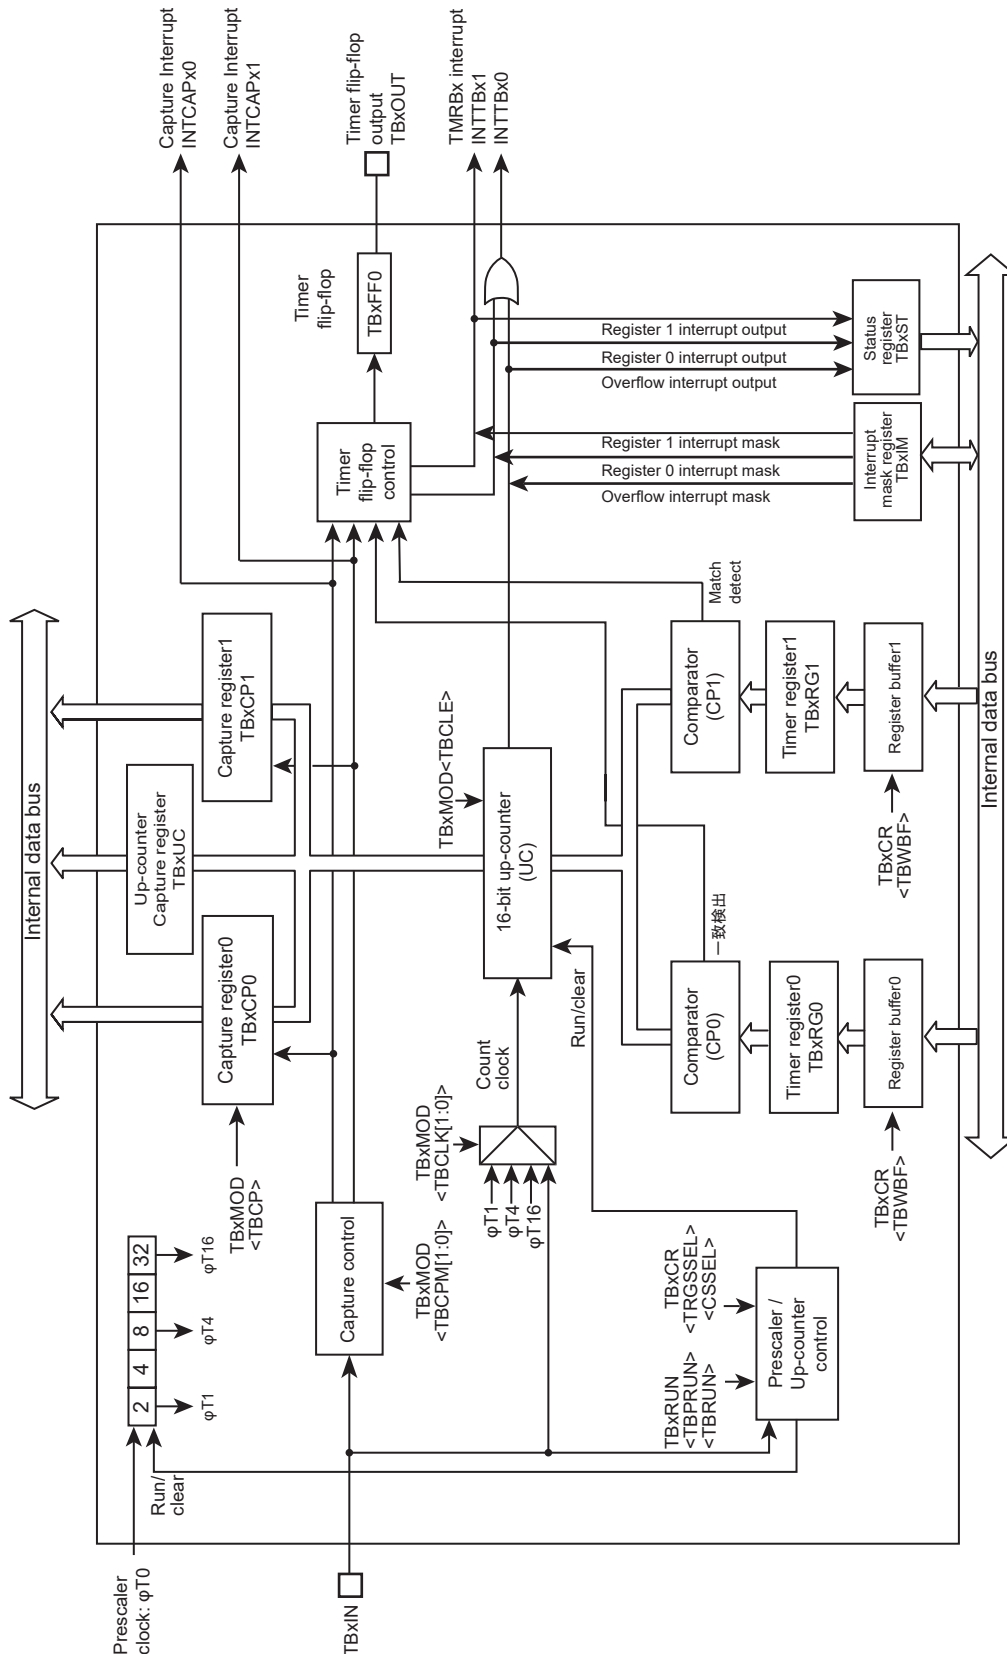 Internal data bus
Capture Interrupt
INTCAPx0
Capture Interrupt
INTCAPx1
Prescaler
clock: φT0
Run/
clear
2
4
8
16
32
φT1
φT4
φT16
TBxMOD
<TBCP>
Capture register0
TBxCP0
Up-counter
Capture register
TBxUC
Capture register1
TBxCP1
Timer
flip-flop
Timer flip-flop
output
TBxOUT
TBxIN
Capture control
TBxMOD
<TBCPM[1:0]>
Timer
flip-flop
control
TBxFF0
TMRBx interrupt
INTTBx1
INTTBx0
TBxMOD
<TBCLK[1:0]>
φT1
φT4
φT16
Count
clock
TBxMOD<TBCLE>
16-bit up-counter
(UC)
Run/clear
Register 1 interrupt output
Register 0 interrupt output
Overflow interrupt output
Register 1 interrupt mask
Register 0 interrupt mask
Overflow interrupt mask
TBxRUN
<TBPRUN>
<TBRUN>
TBxCR
<TRGSSEL>
<CSSEL>
Prescaler /
Up-counter
control
Comparator
(CP0)
一致検出
Comparator
(CP1)
Match
detect
Timer register0
TBxRG0
Timer register1
TBxRG1
Interrupt
mask register
TBxIM
Status
register
TBxST
TBxCR
<TBWBF>
Register buffer0
TBxCR
<TBWBF>
Register buffer1
Internal data bus